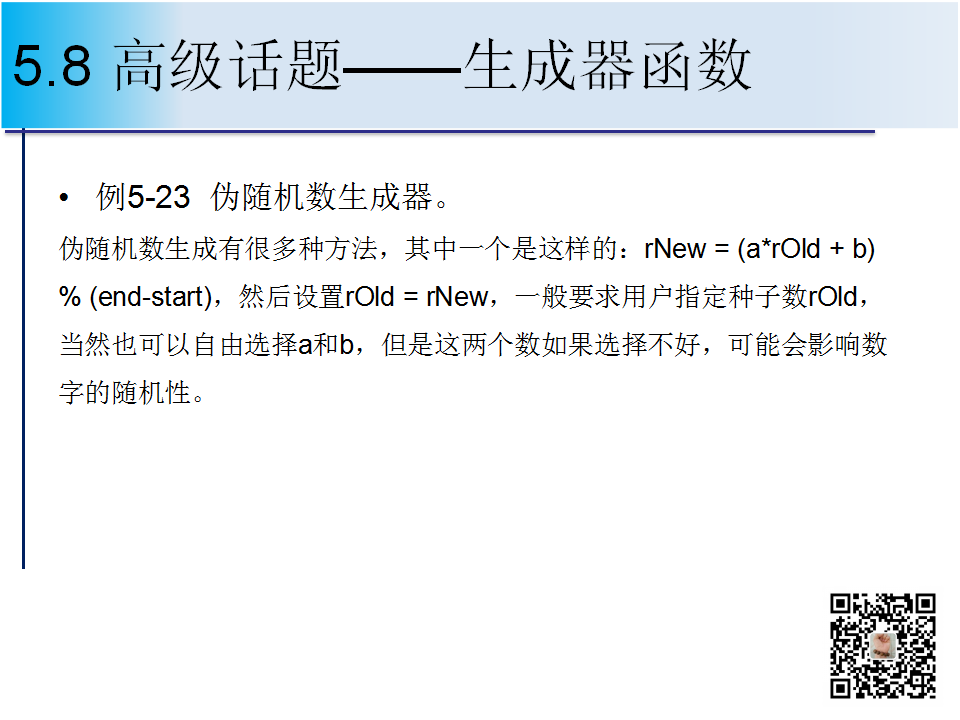 5.8 高级话题——生成器函数
• 例5-23 伪随机数生成器。
伪随机数生成有很多种方法，其中一个是这样的：rNew = (a*rOld + b)
% (end-start)，然后设置rOld = rNew，一般要求用户指定种子数rOld，
当然也可以自由选择a和b，但是这两个数如果选择不好，可能会影响数
字的随机性。